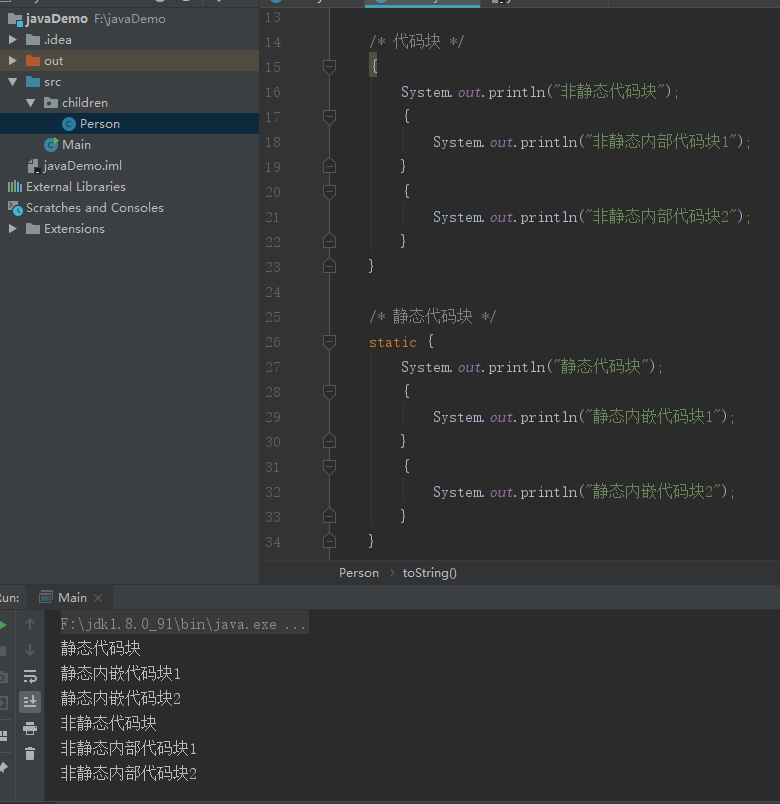 javaDemo F:\javaDemo
.idea
out
src
children
Person
Main
javaDemo.iml
External Libraries
Scratches and Consoles
Extensions
13
14 /* 代码块 */
15 {
16 System.out.println("非静态代码块");
17 {
18 System.out.println("非静态内部代码块1");
19 }
20 {
21 System.out.println("非静态内部代码块2");
22 }
23 }
24
25 /* 静态代码块 */
26 static {
27 System.out.println("静态代码块");
28 {
29 System.out.println("静态内嵌代码块1");
30 }
31 {
32 System.out.println("静态内嵌代码块2");
33 }
34 }
Person › toString()
Run: Main ×
F:\jdk1.8.0_91\bin\java.exe ...
静态代码块
静态内嵌代码块1
静态内嵌代码块2
非静态代码块
非静态内部代码块1
非静态内部代码块2